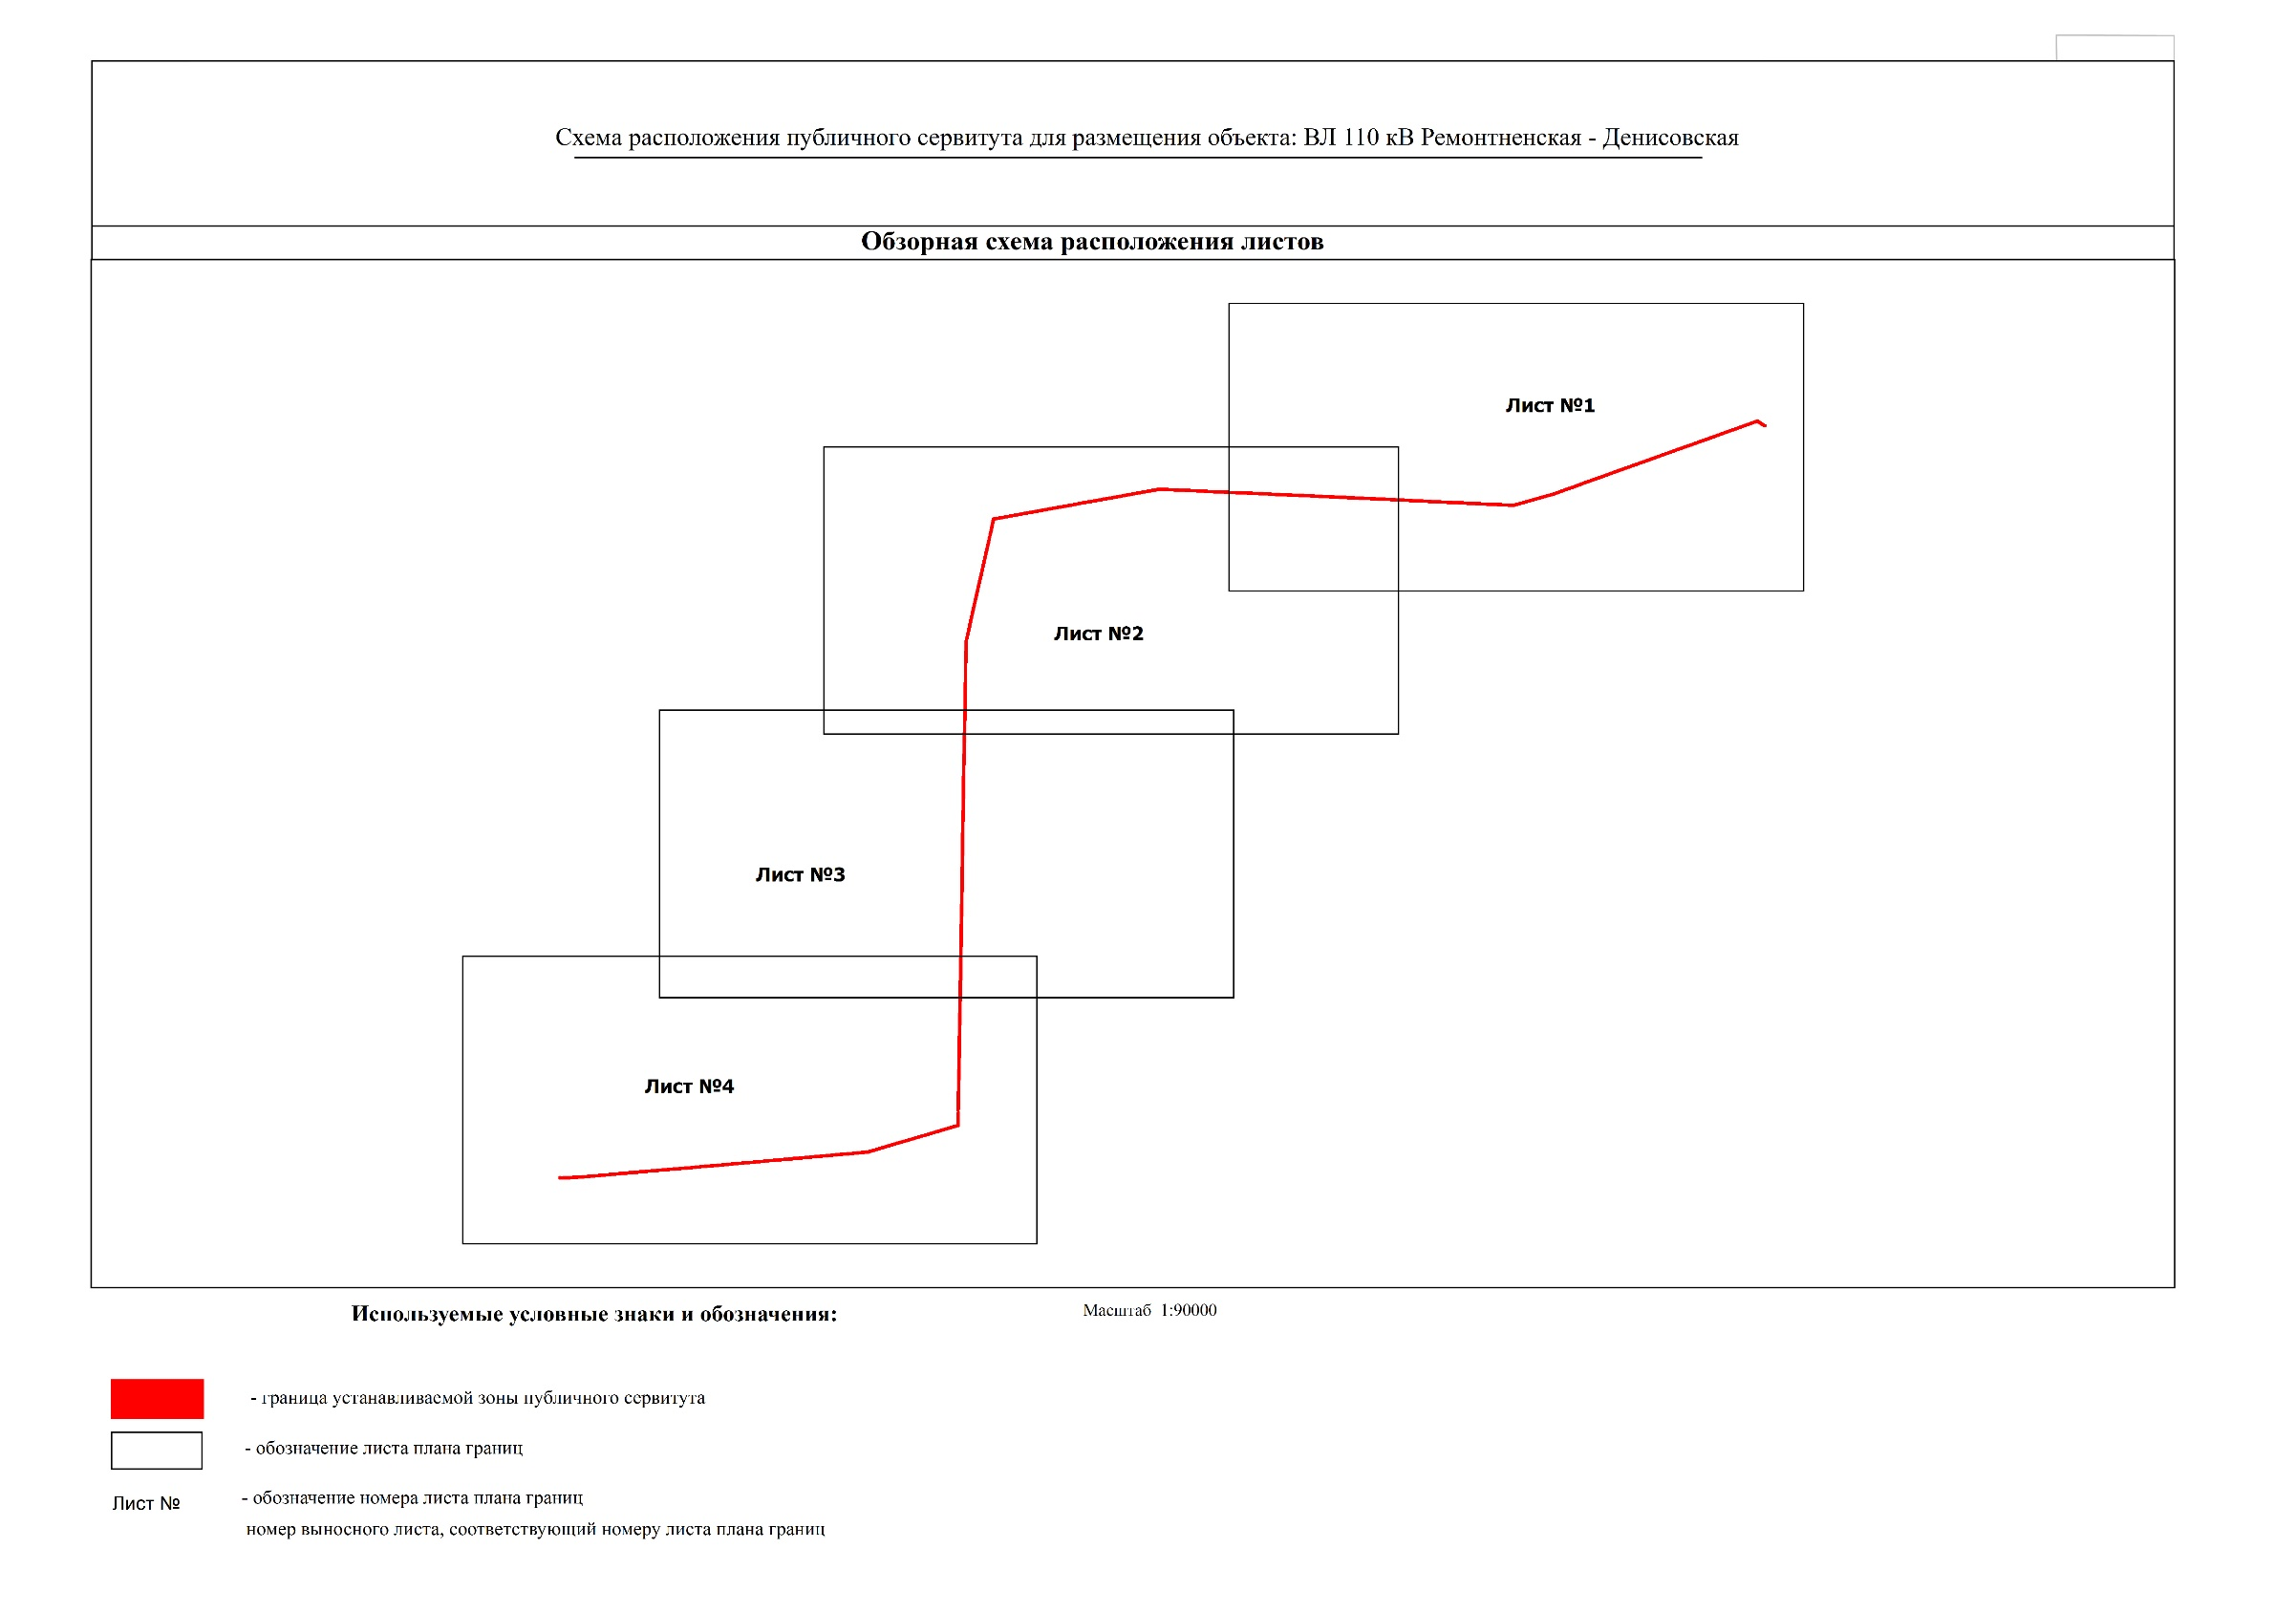 Схема расположения публичного сервитута для размещения объекта: ВЛ 110 кВ Ремонтненская - Денисовская
Обзорная схема расположения листов
Лист №1
Лист №2
Лист №3
Лист №4
Используемые условные знаки и обозначения:
Масштаб 1:90000
- граница устанавливаемой зоны публичного сервитута
- обозначение листа плана границ
Лист № - обозначение номера листа плана границ
номер выносного листа, соответствующий номеру листа плана границ